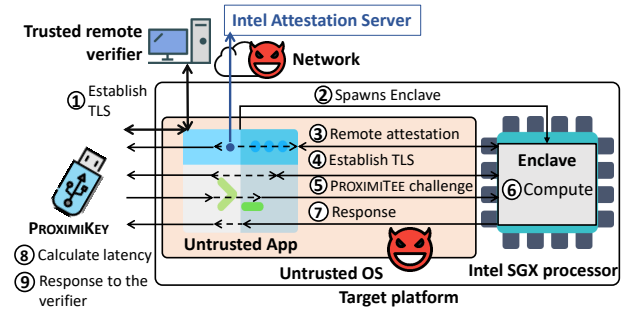 Intel Attestation Server
Trusted remote
verifier
Network
① Establish
TLS
② Spawns Enclave
③ Remote attestation
④ Establish TLS
Enclave
⑤ PROXIMITEE challenge
⑥ Compute
⑦ Response
PROXIMIKEY
Untrusted App
⑧ Calculate latency
Untrusted OS
Intel SGX processor
⑨ Response to the
verifier
Target platform